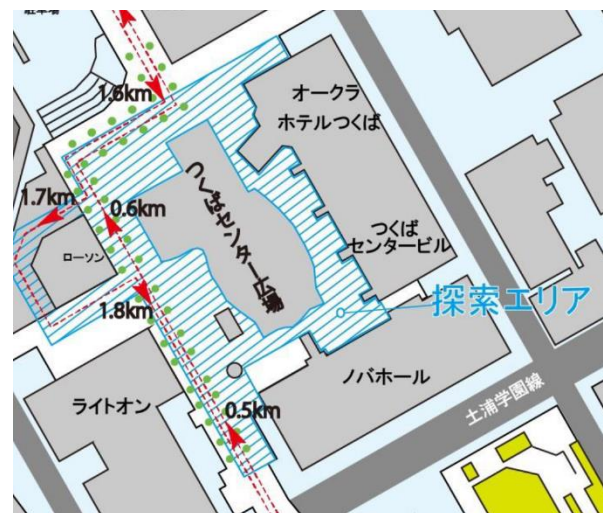 駐車場
1.6km
オークラ
ホテルつくば
つくばセンター広場
1.7km
0.6km
つくば
センタービル
ローソン
1.8km
探索エリア
ライトオン
0.5km
ノバホール
土浦学園線